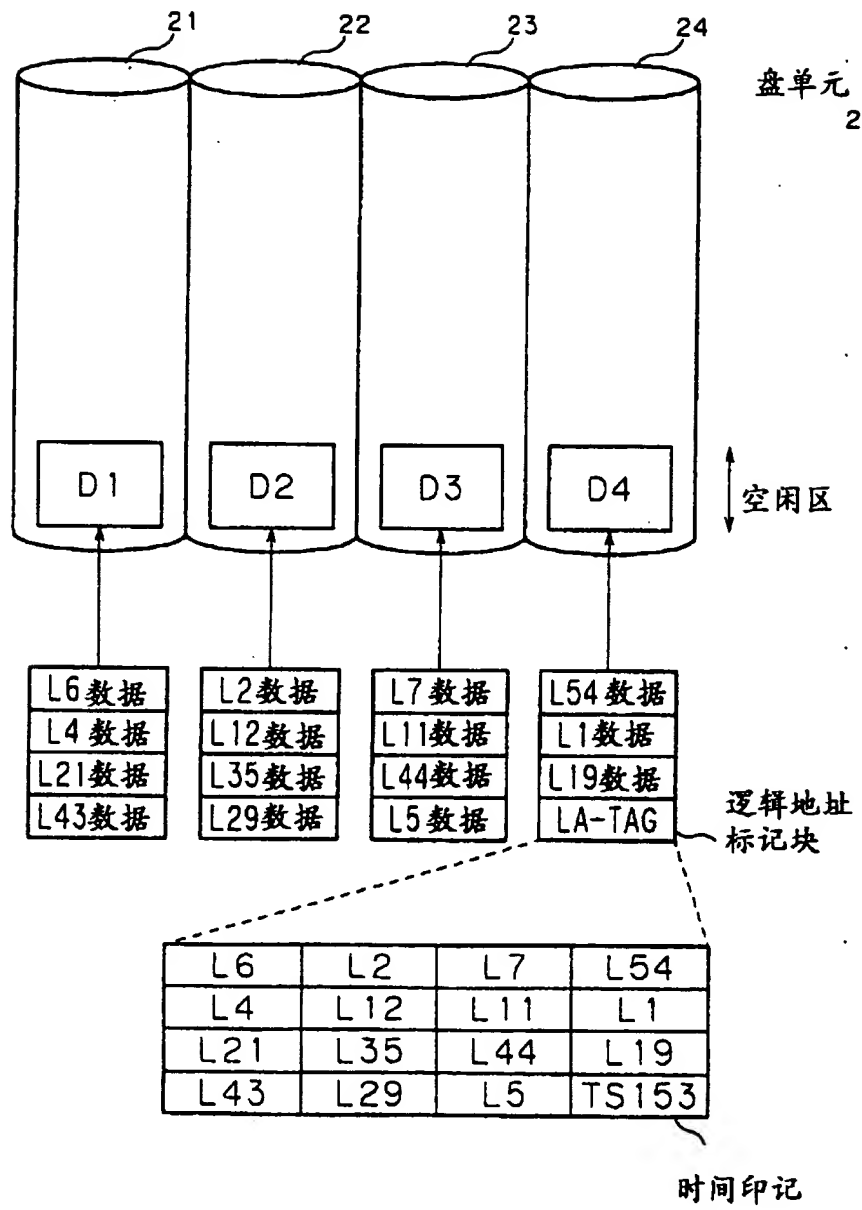 21 22 23 24
盘单元
2
D1 D2 D3 D4
空闲区
L6数据 L2数据 L7数据 L54数据
L4数据 L12数据 L11数据 L1数据
L21数据 L35数据 L44数据 L19数据
L43数据 L29数据 L5数据 LA-TAG
逻辑地址
标记块
L6 L2 L7 L54
L4 L12 L11 L1
L21 L35 L44 L19
L43 L29 L5 TS153
时间印记